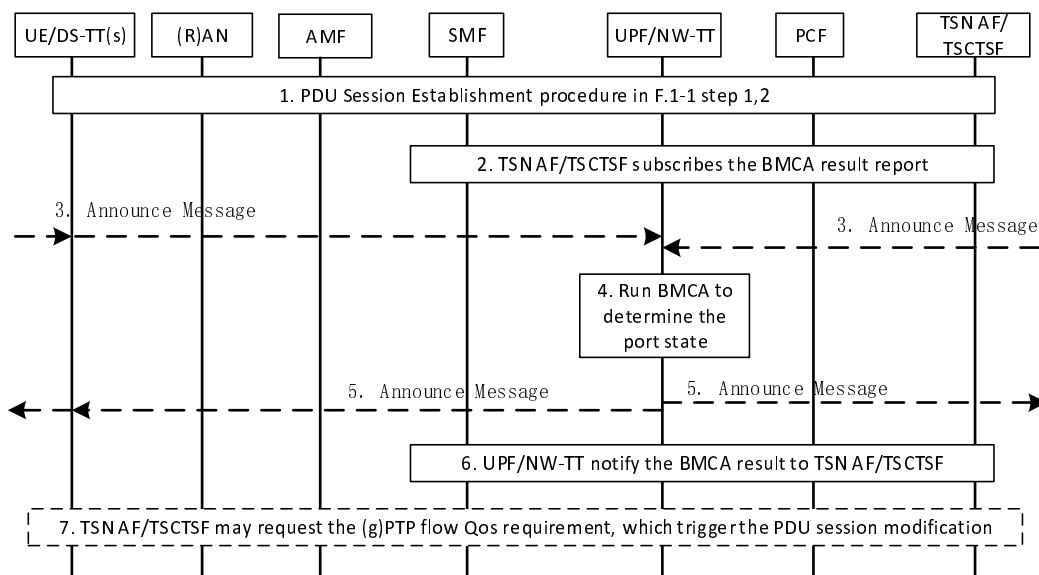 UE/DS-TT(s) (R)AN AMF SMF UPF/NW-TT PCF TSN AF/
TSCTSF
1. PDU Session Establishment procedure in F.1-1 step 1,2
2. TSN AF/TSCTSF subscribes the BMCA result report
3. Announce Message
3. Announce Message
4. Run BMCA to
determine the
port state
5. Announce Message
5. Announce Message
6. UPF/NW-TT notify the BMCA result to TSN AF/TSCTSF
7. TSN AF/TSCTSF may request the (g)PTP flow Qos requirement, which trigger the PDU session modification